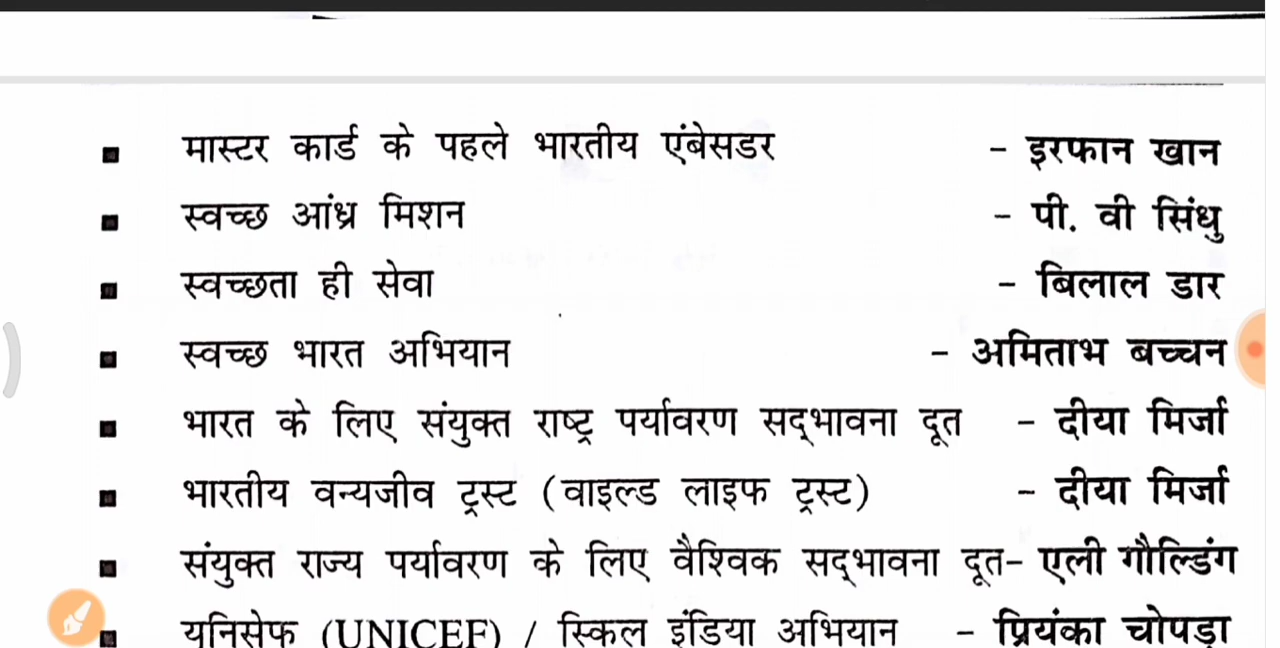 ▪ मास्टर कार्ड के पहले भारतीय एंबेसडर – इरफान खान
▪ स्वच्छ आंध्र मिशन – पी. वी सिंधु
▪ स्वच्छता ही सेवा – बिलाल डार
▪ स्वच्छ भारत अभियान – अमिताभ बच्चन
▪ भारत के लिए संयुक्त राष्ट्र पर्यावरण सद्भावना दूत – दीया मिर्जा
▪ भारतीय वन्यजीव ट्रस्ट (वाइल्ड लाइफ ट्रस्ट) – दीया मिर्जा
▪ संयुक्त राज्य पर्यावरण के लिए वैश्विक सद्भावना दूत– एली गौल्डिंग
▪ यूनिसेफ (UNICEF) / स्किल इंडिया अभियान – प्रियंका चोपड़ा